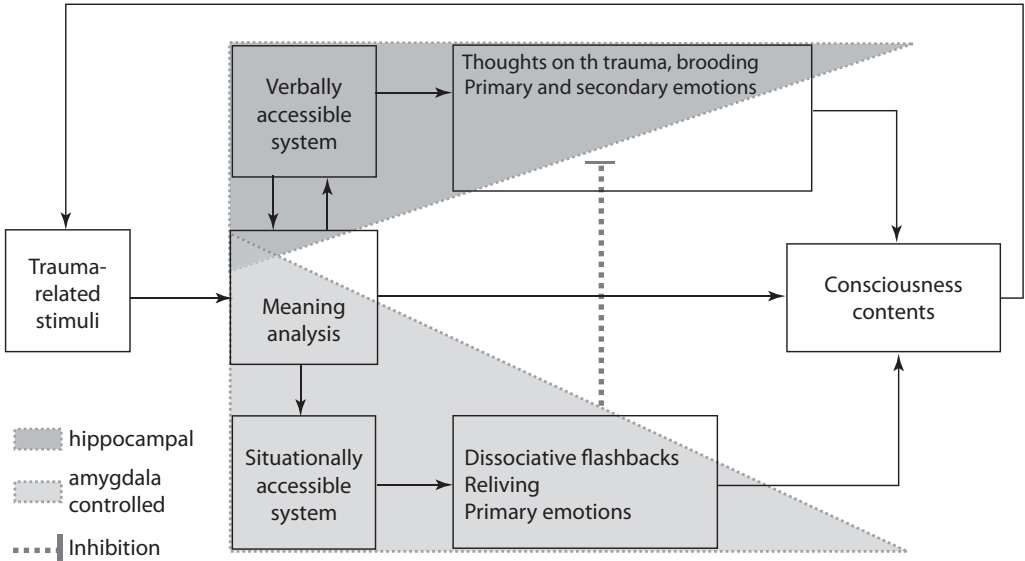 Verbally
accessible
system
Thoughts on th trauma, brooding
Primary and secondary emotions
Trauma-
related
stimuli
Meaning
analysis
Consciousness
contents
Situationally
accessible
system
Dissociative flashbacks
Reliving
Primary emotions
hippocampal
amygdala
controlled
Inhibition